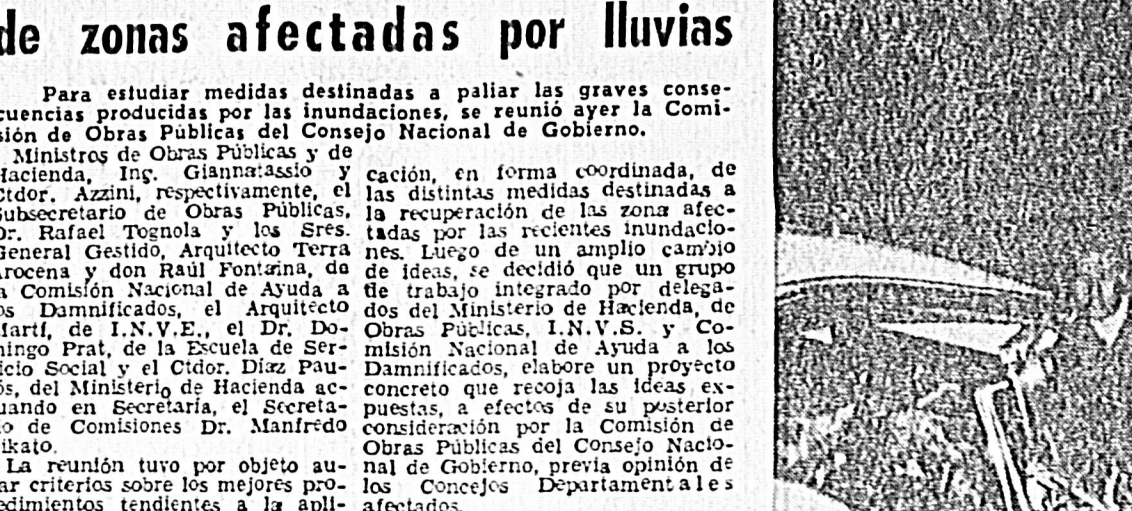 de zonas afectadas por lluvias
Para estudiar medidas destinadas a paliar las graves conse-
cuencias producidas por las inundaciones, se reunió ayer la Comi-
sión de Obras Públicas del Consejo Nacional de Gobierno.
Ministros de Obras Públicas y de
Hacienda, Ing. Giannatassio y
Ctdor. Azzini, respectivamente, el
Subsecretario de Obras Públicas,
Dr. Rafael Tognola y los Sres.
General Gestido, Arquitecto Terra
Arocena y don Raúl Fontaina, de
a Comisión Nacional de Ayuda a
os Damnificados, el Arquitecto
Martí, de I.N.V.E., el Dr. Do-
mingo Prat, de la Escuela de Ser-
icio Social y el Ctdor. Díaz Pau-
ós, del Ministerio de Hacienda ac-
uando en Secretaría, el Secreta-
io de Comisiones Dr. Manfredo
ikato.
La reunión tuvo por objeto au-
ar criterios sobre los mejores pro-
edimientos tendientes a la apli-
cación, en forma coordinada, de
las distintas medidas destinadas a
la recuperación de las zona afec-
tadas por las recientes inundacio-
nes. Luego de un amplio cambio
de ideas, se decidió que un grupo
de trabajo integrado por delega-
dos del Ministerio de Hacienda, de
Obras Públicas, I.N.V.S. y Co-
misión Nacional de Ayuda a los
Damnificados, elabore un proyecto
concreto que recoja las ideas ex-
puestas, a efectos de su posterior
consideración por la Comisión de
Obras Públicas del Consejo Nacio-
nal de Gobierno, previa opinión de
los Concejos Departamentales
afectados.